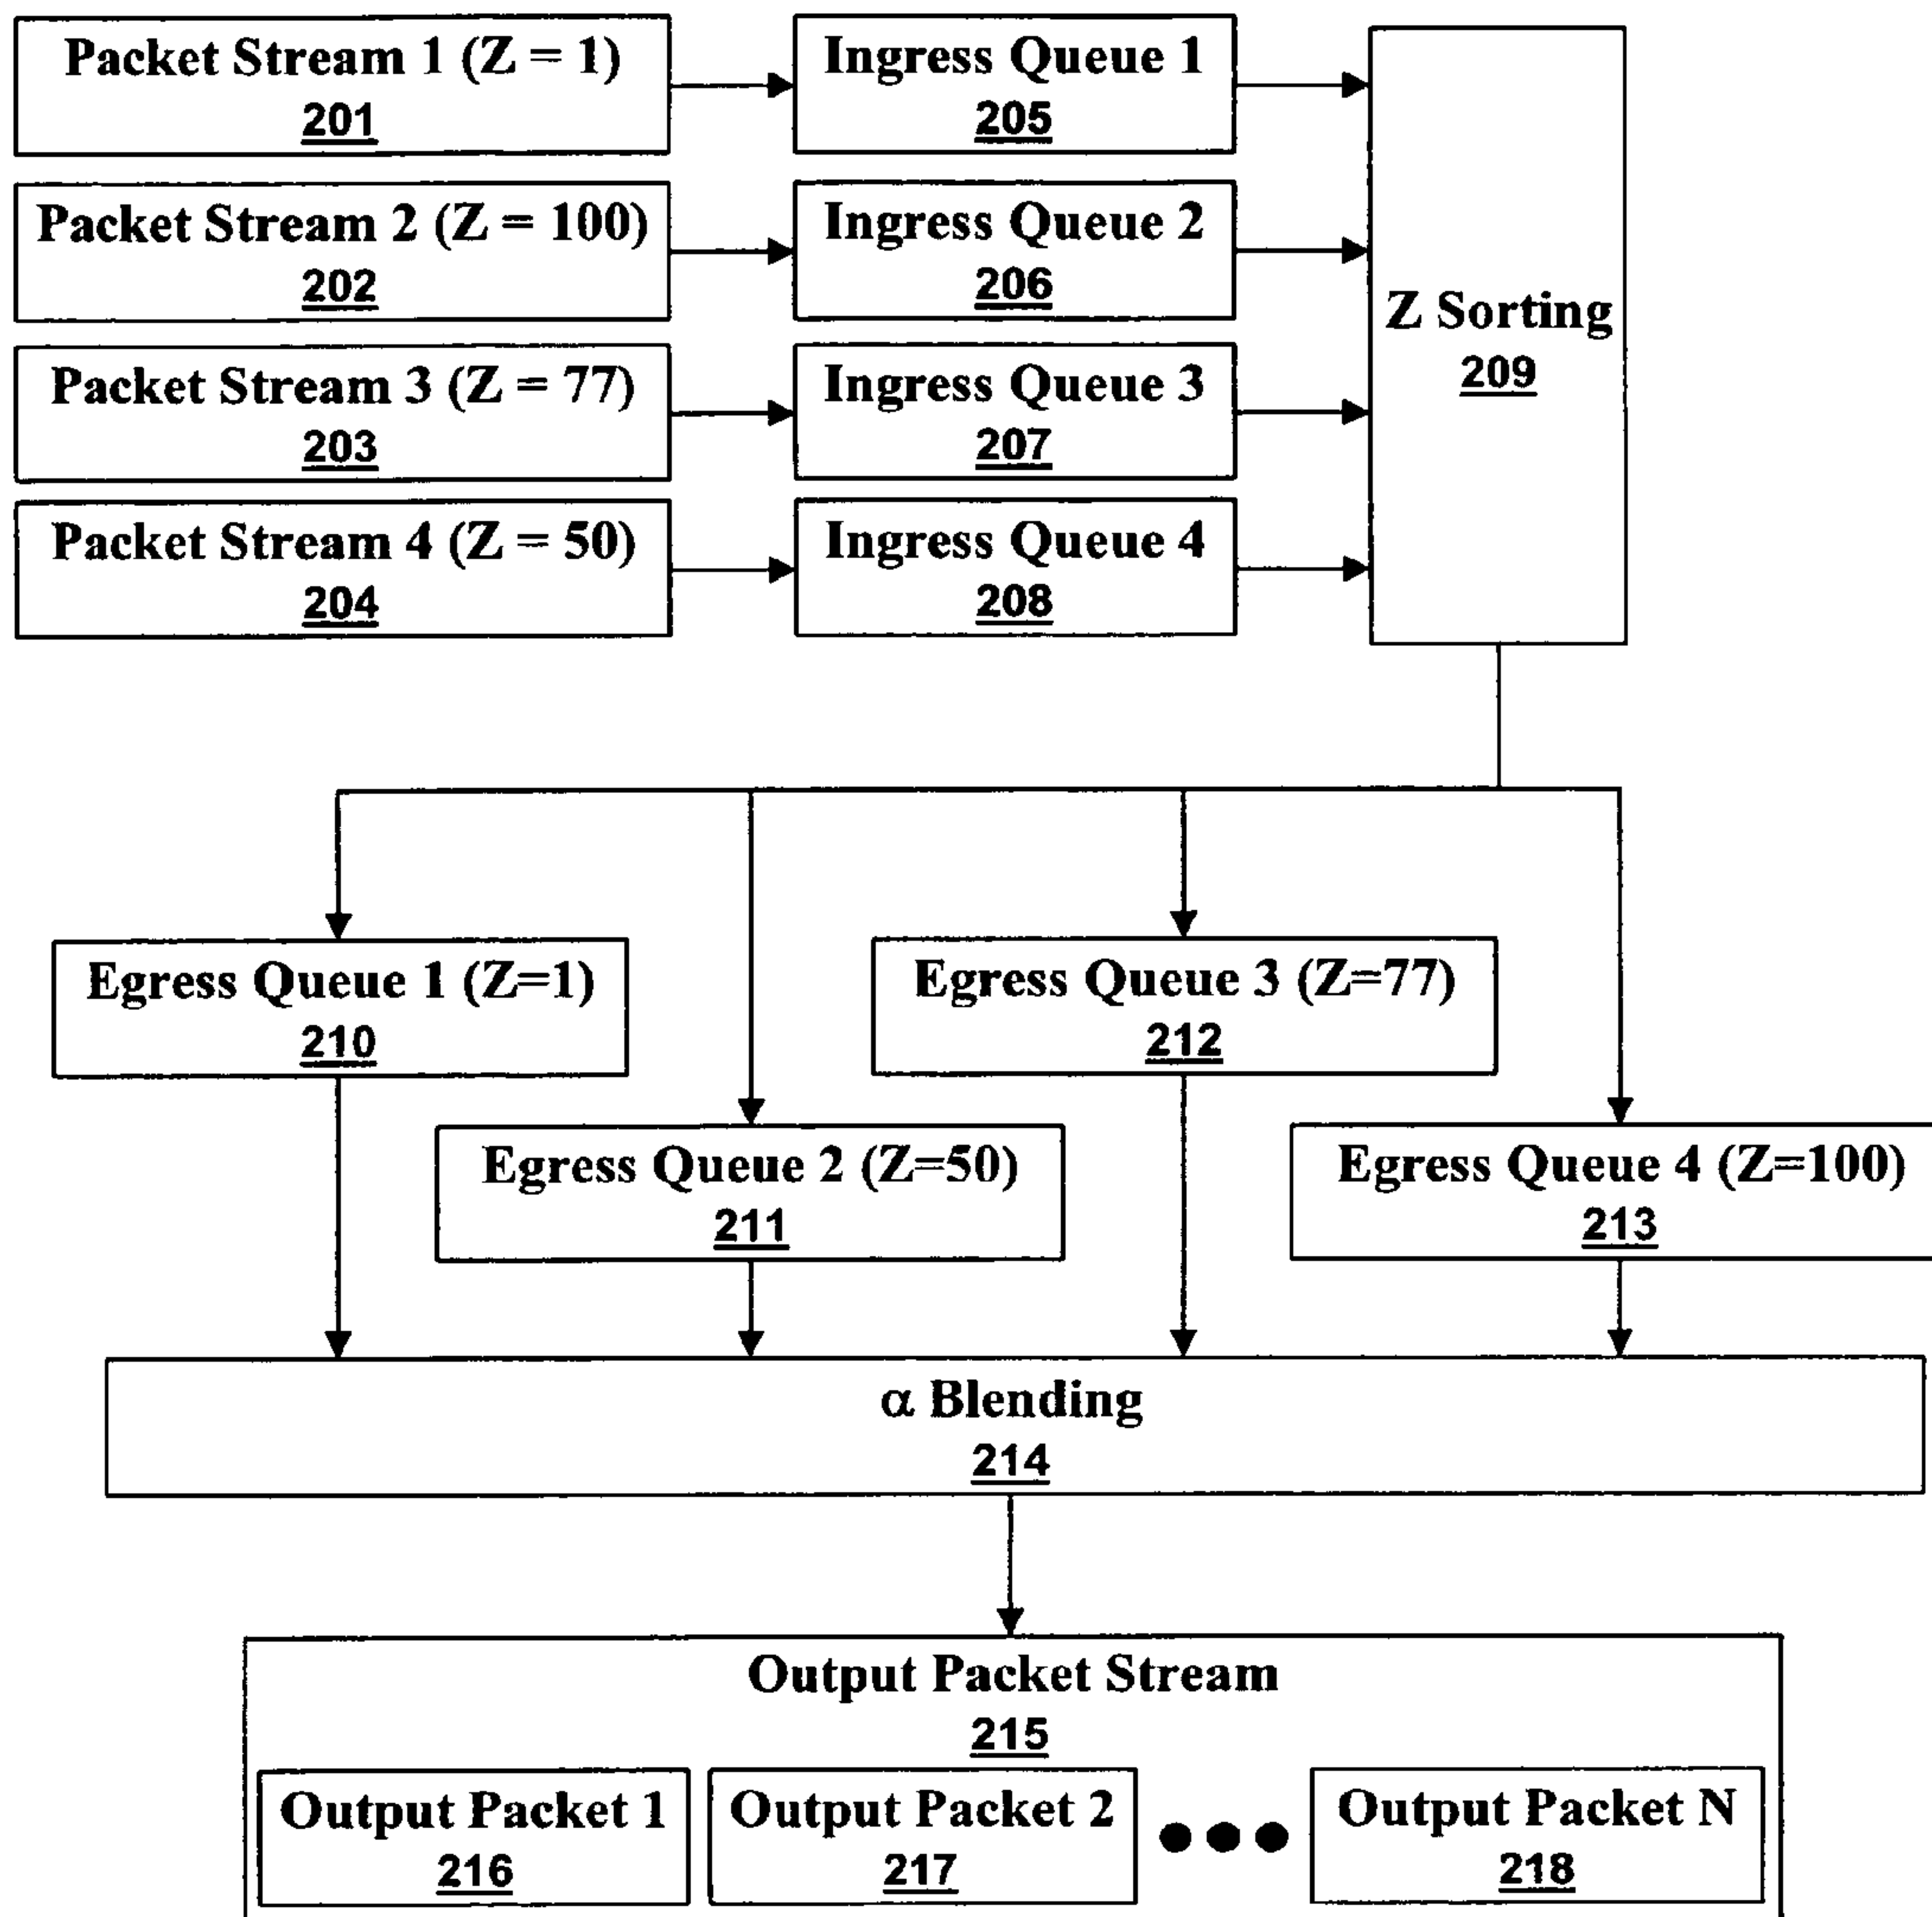 Packet Stream 1 (Z = 1)
201
Ingress Queue 1
205
Packet Stream 2 (Z = 100)
202
Ingress Queue 2
206
Z Sorting
209
Packet Stream 3 (Z = 77)
203
Ingress Queue 3
207
Packet Stream 4 (Z = 50)
204
Ingress Queue 4
208
Egress Queue 1 (Z=1)
210
Egress Queue 3 (Z=77)
212
Egress Queue 2 (Z=50)
211
Egress Queue 4 (Z=100)
213
α Blending
214
Output Packet Stream
215
Output Packet 1
216
Output Packet 2
217
Output Packet N
218